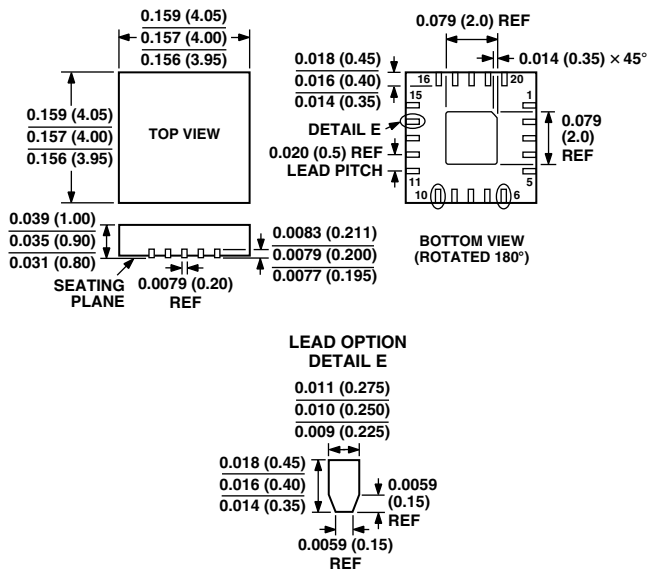 0.159 (4.05)
0.157 (4.00)
0.156 (3.95)
0.159 (4.05)
0.157 (4.00)
0.156 (3.95)
TOP VIEW
0.079 (2.0) REF
0.018 (0.45)
0.016 (0.40)
0.014 (0.35)
0.014 (0.35) × 45°
16
20
15
1
DETAIL E
0.079
(2.0)
REF
0.020 (0.5) REF
LEAD PITCH
11
5
10
6
BOTTOM VIEW
(ROTATED 180°)
0.039 (1.00)
0.035 (0.90)
0.031 (0.80)
SEATING
PLANE
0.0079 (0.20)
REF
0.0083 (0.211)
0.0079 (0.200)
0.0077 (0.195)
LEAD OPTION
DETAIL E
0.011 (0.275)
0.010 (0.250)
0.009 (0.225)
0.018 (0.45)
0.016 (0.40)
0.014 (0.35)
0.0059
(0.15)
REF
0.0059 (0.15)
REF